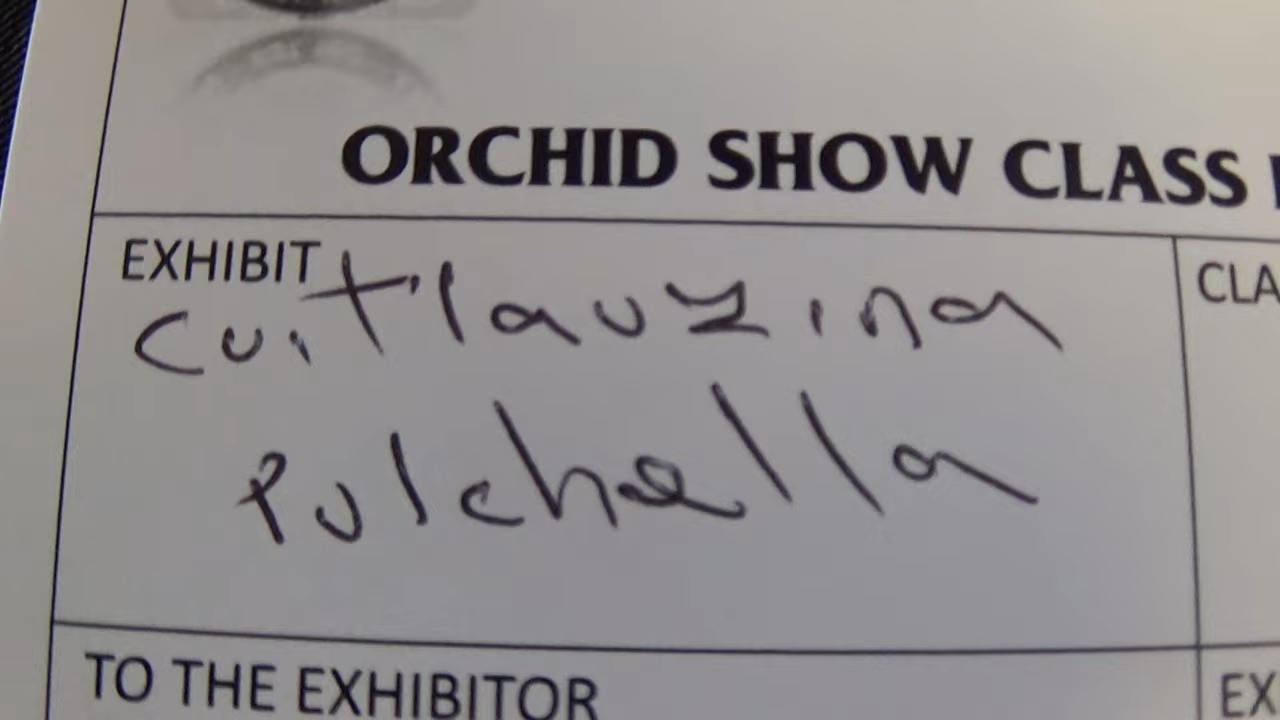 ORCHID SHOW CLASS
EXHIBIT
Cuitlauzina
Pulchella
CLA
TO THE EXHIBITOR
EX